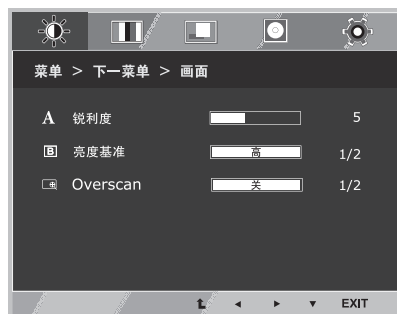 菜单 > 下一菜单 > 画面
A 锐利度 5
B 亮度基准 高 1/2
Overscan 关 1/2
EXIT